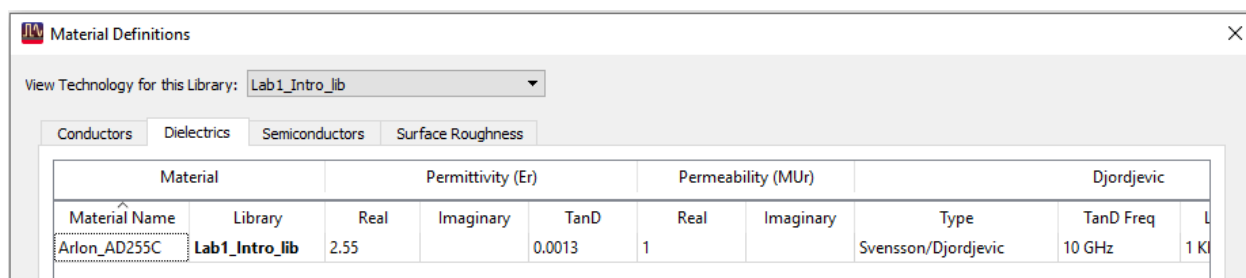 Material Definitions
View Technology for this Library: Lab1_Intro_lib
Conductors Dielectrics Semiconductors Surface Roughness
Material Permittivity (Er) Permeability (MUr) Djordjevic
Material Name Library Real Imaginary TanD Real Imaginary Type TanD Freq L
Arlon_AD255C Lab1_Intro_lib 2.55 0.0013 1 Svensson/Djordjevic 10 GHz 1 K